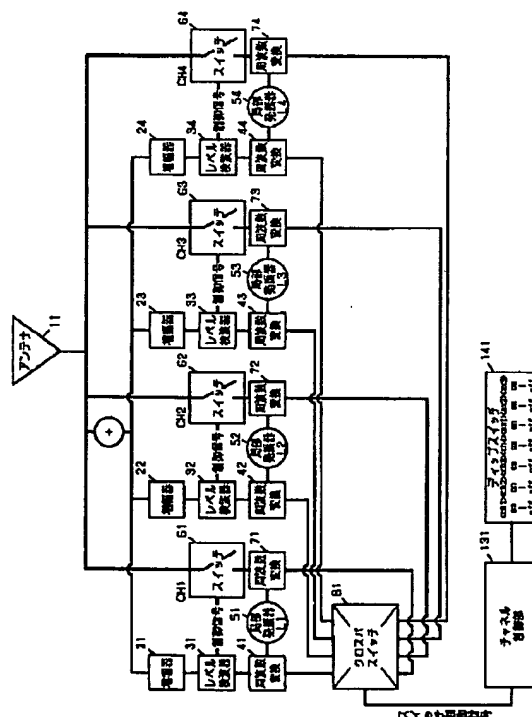 アンテナ
11
+
21
増幅器
22
増幅器
23
増幅器
24
増幅器
31
レベル
検波器
32
レベル
検波器
33
レベル
検波器
34
レベル
検波器
制御信号
制御信号
制御信号
制御信号
61
CH1
スイッチ
62
CH2
スイッチ
63
CH3
スイッチ
64
CH4
スイッチ
41
周波数
変換
51
局部
発振器
L1
71
周波数
変換
42
周波数
変換
52
局部
発振器
L2
72
周波数
変換
43
周波数
変換
53
局部
発振器
L3
73
周波数
変換
44
周波数
変換
54
局部
発振器
L4
74
周波数
変換
81
クロスバ
スイッチ
131
チャネル
制御部
141
ディップスイッチ